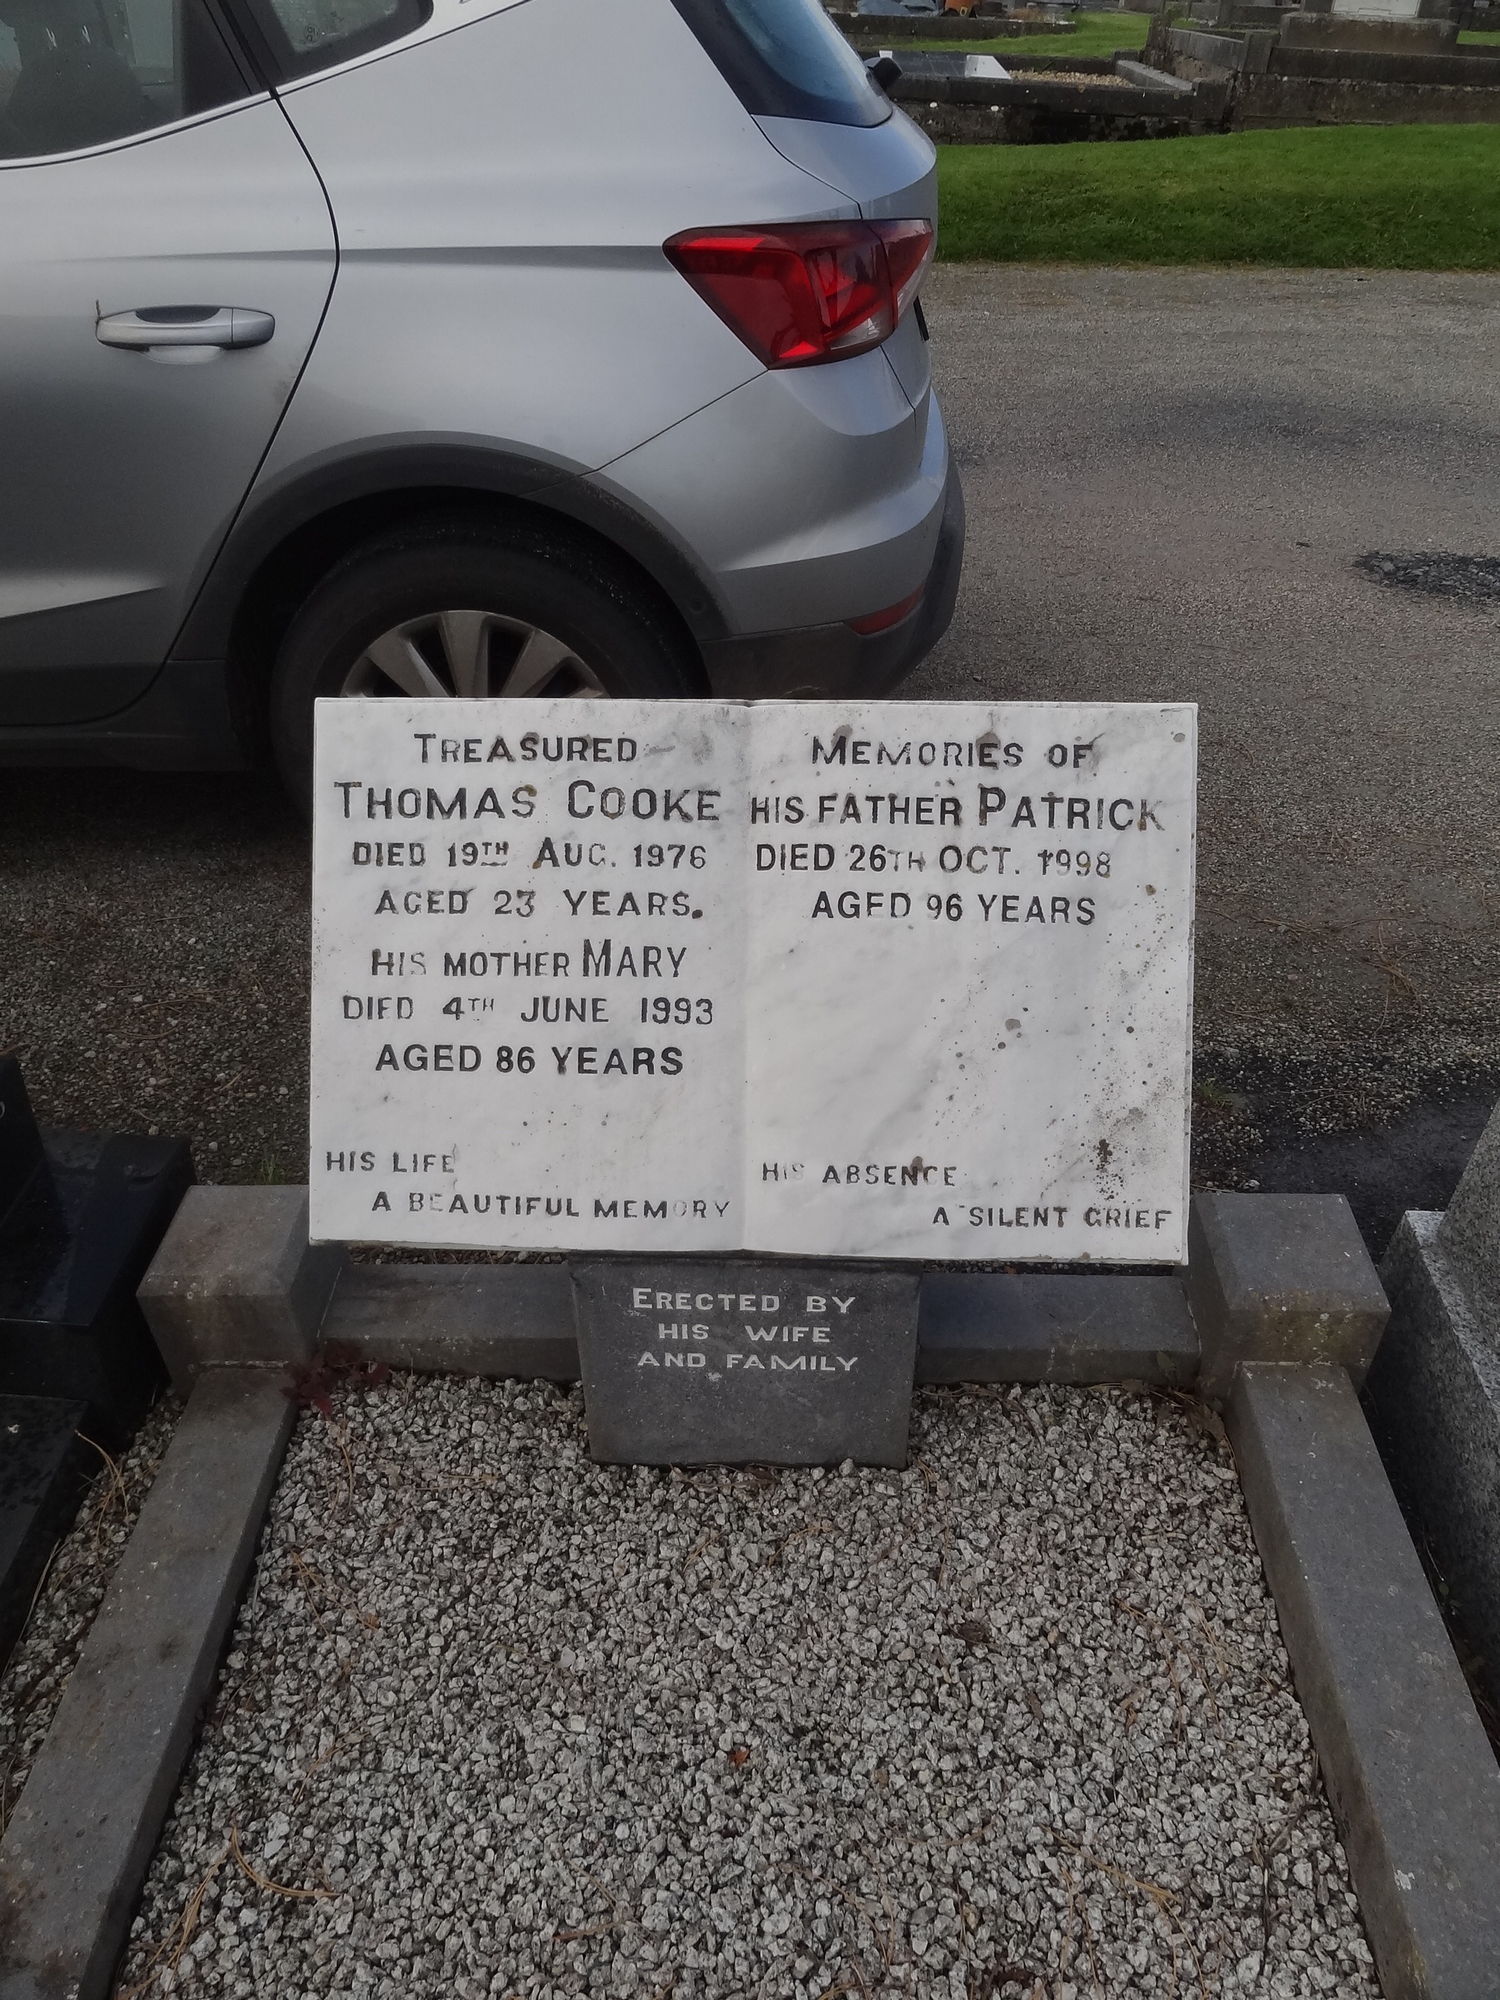 TREASURED
THOMAS COOKE
DIED 19TH AUG. 1976
AGED 23 YEARS.
HIS MOTHER MARY
DIED 4TH JUNE 1993
AGED 86 YEARS
HIS LIFE
A BEAUTIFUL MEMORY
MEMORIES OF
HIS FATHER PATRICK
DIED 26TH OCT. 1998
AGED 96 YEARS
HIS ABSENCE
A SILENT GRIEF
ERECTED BY
HIS WIFE
AND FAMILY